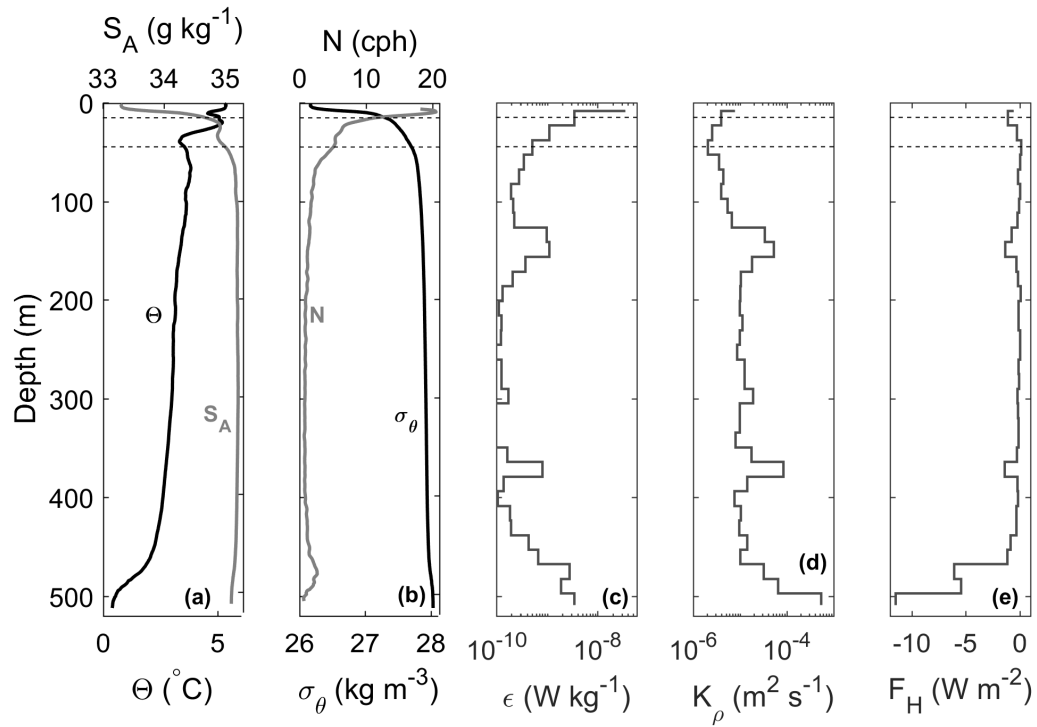 S_A (g kg⁻¹) N (cph)
33 34 35 0 10 20
0
100
200
300
400
500
Depth (m)
Θ
S_A
N
σ_θ
(a) (b) (c) (d) (e)
0 5 26 27 28 10⁻¹⁰ 10⁻⁸ 10⁻⁶ 10⁻⁴ -10 -5 0
Θ (°C) σ_θ (kg m⁻³) ϵ (W kg⁻¹) K_ρ (m² s⁻¹) F_H (W m⁻²)